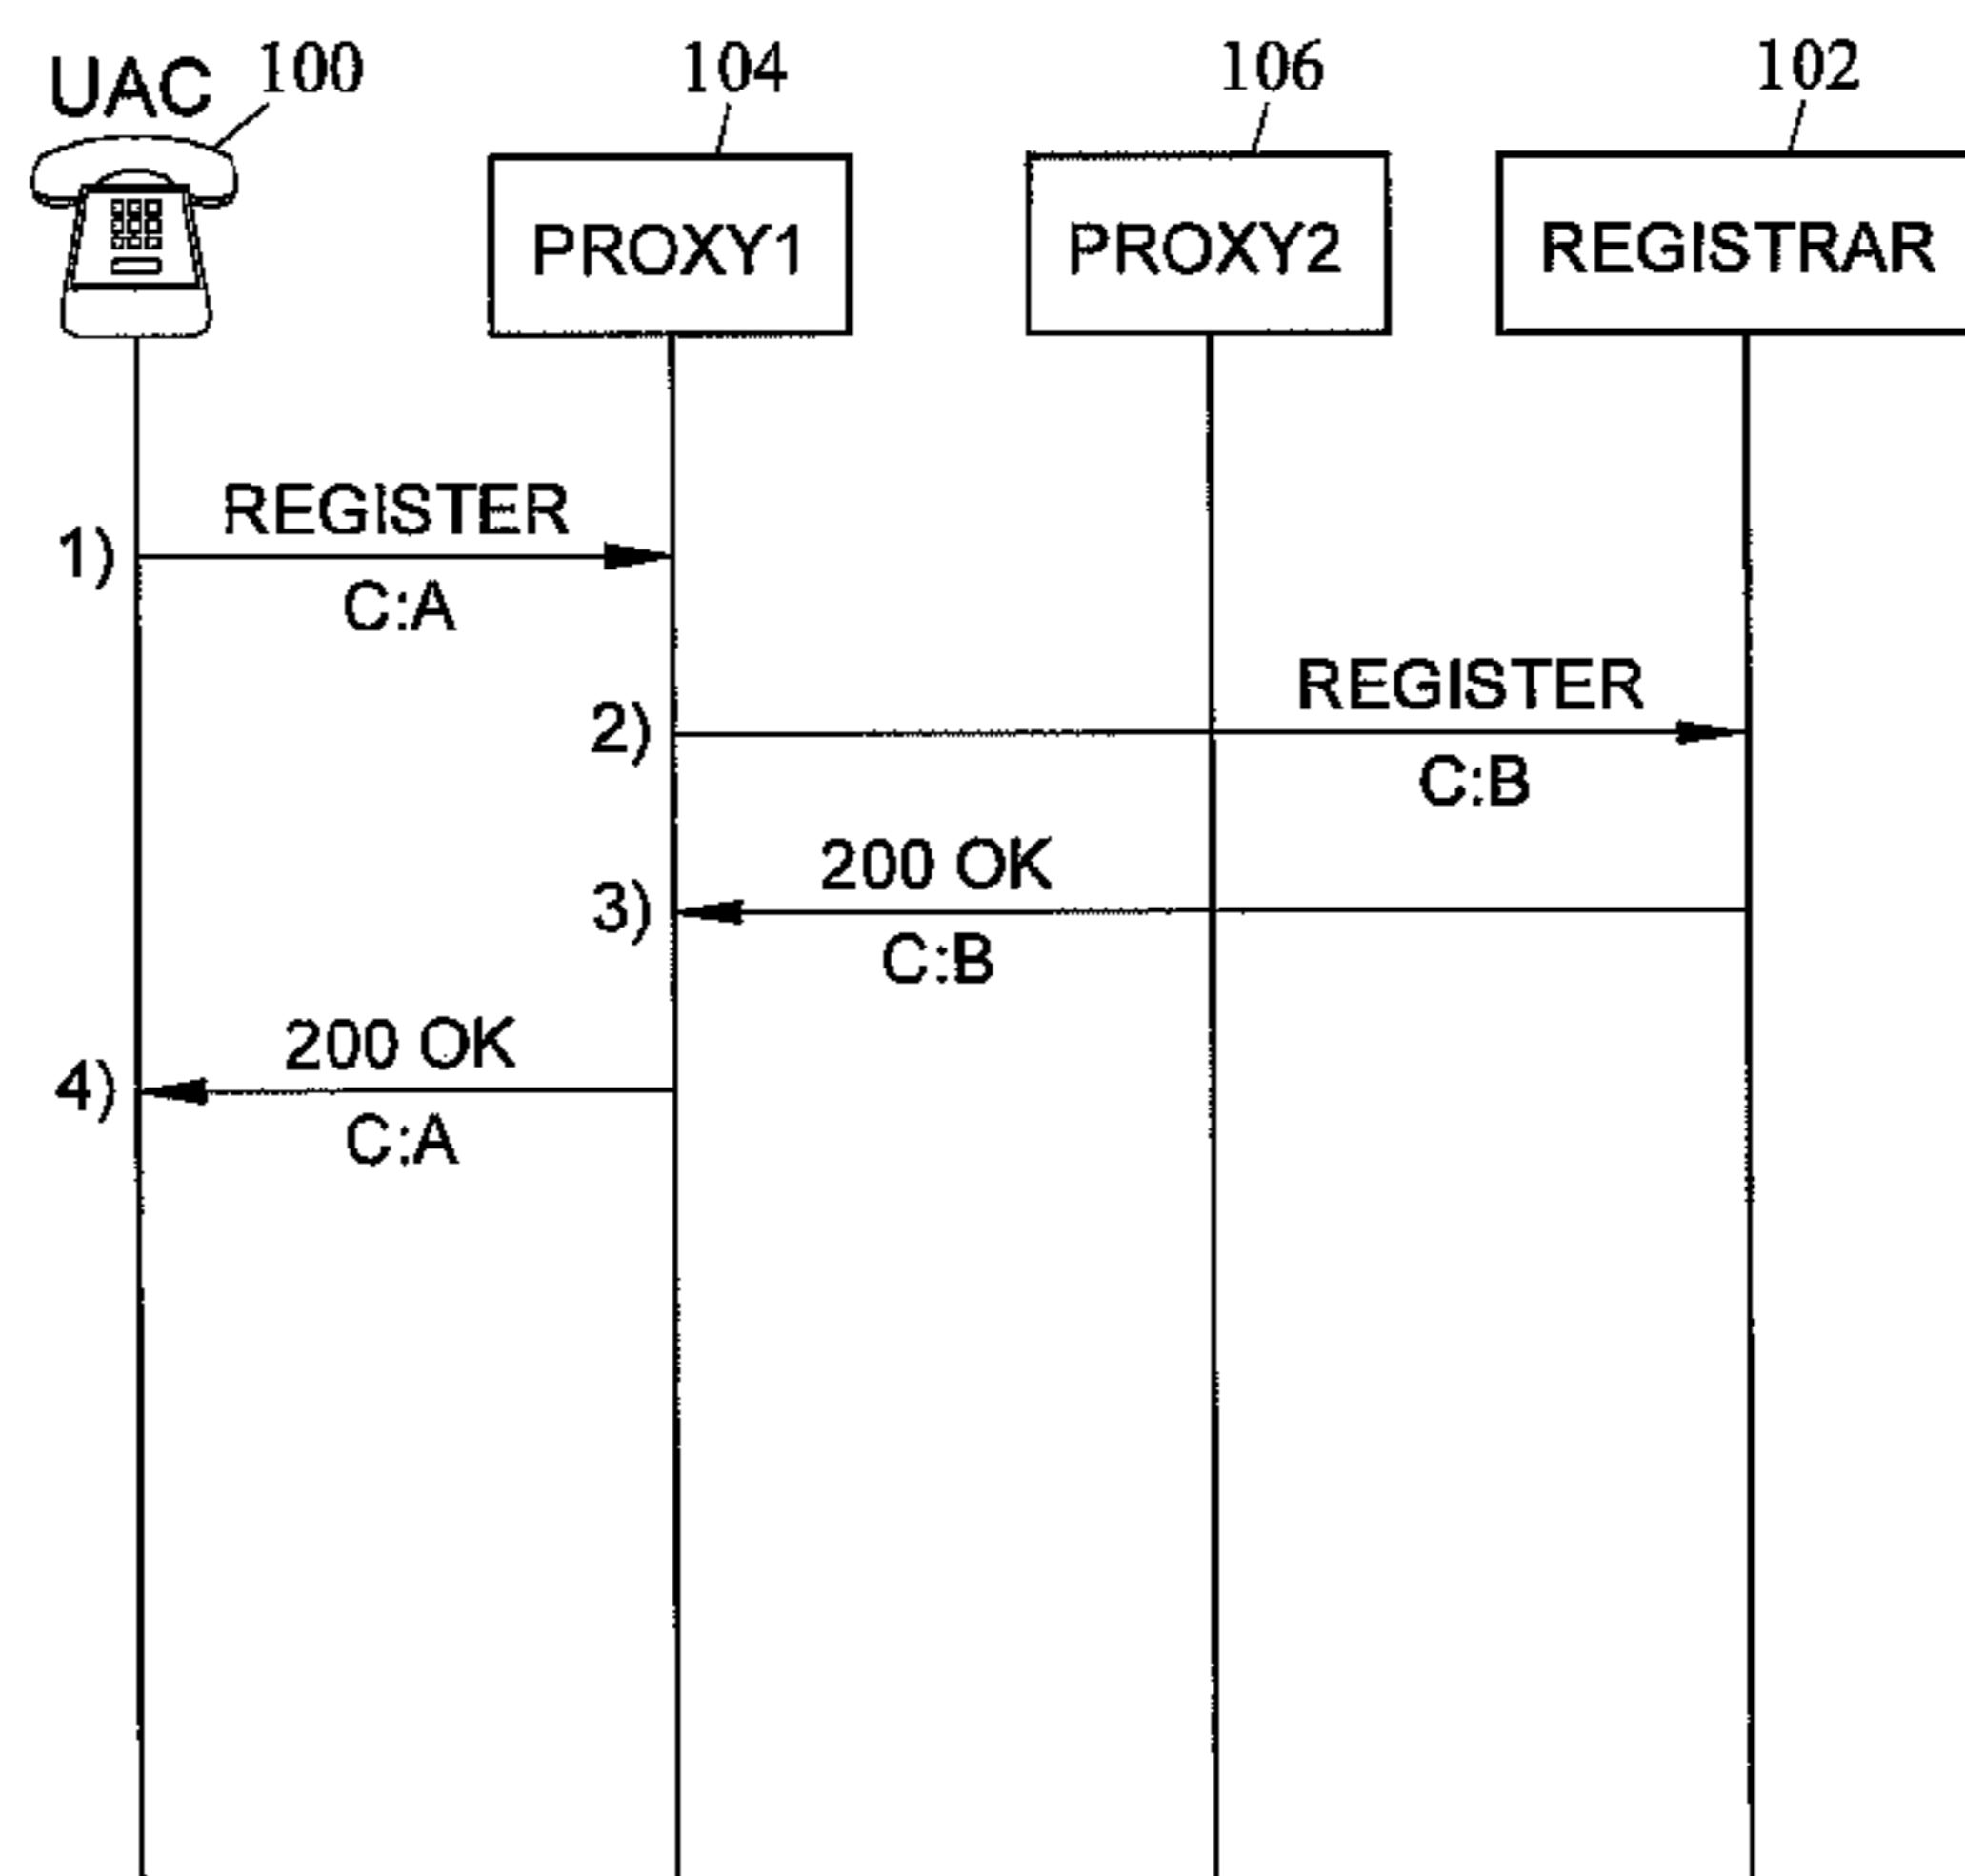 UAC 100
104
106
102
PROXY1
PROXY2
REGISTRAR
1)
REGISTER
C:A
2)
REGISTER
C:B
3)
200 OK
C:B
4)
200 OK
C:A